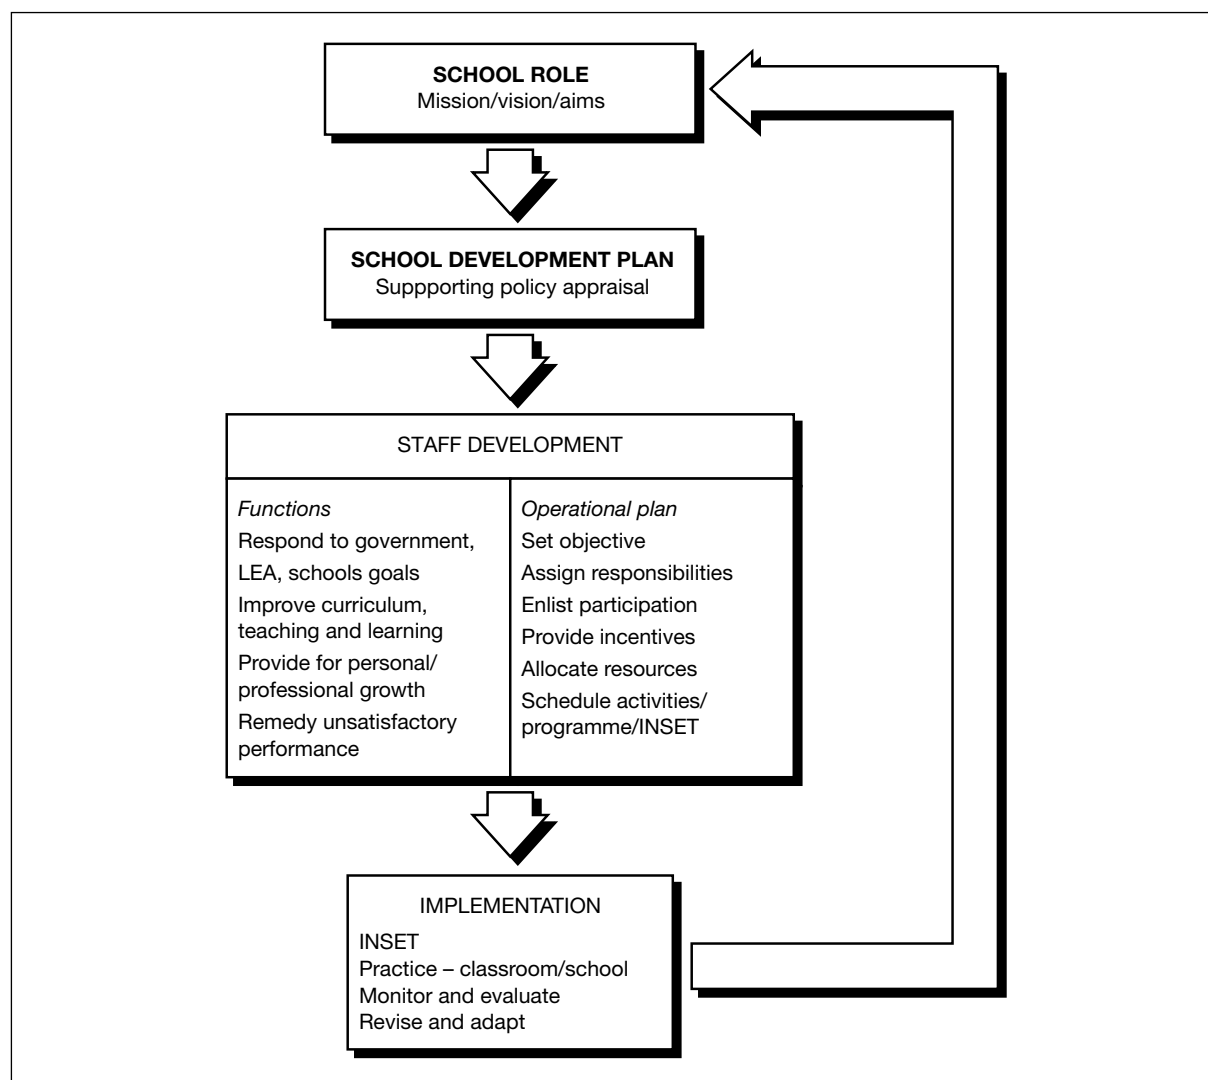 SCHOOL ROLE
Mission/vision/aims
SCHOOL DEVELOPMENT PLAN
Suppporting policy appraisal
STAFF DEVELOPMENT
Functions
Respond to government,
LEA, schools goals
Improve curriculum,
teaching and learning
Provide for personal/
professional growth
Remedy unsatisfactory
performance
Operational plan
Set objective
Assign responsibilities
Enlist participation
Provide incentives
Allocate resources
Schedule activities/
programme/INSET
IMPLEMENTATION
INSET
Practice – classroom/school
Monitor and evaluate
Revise and adapt